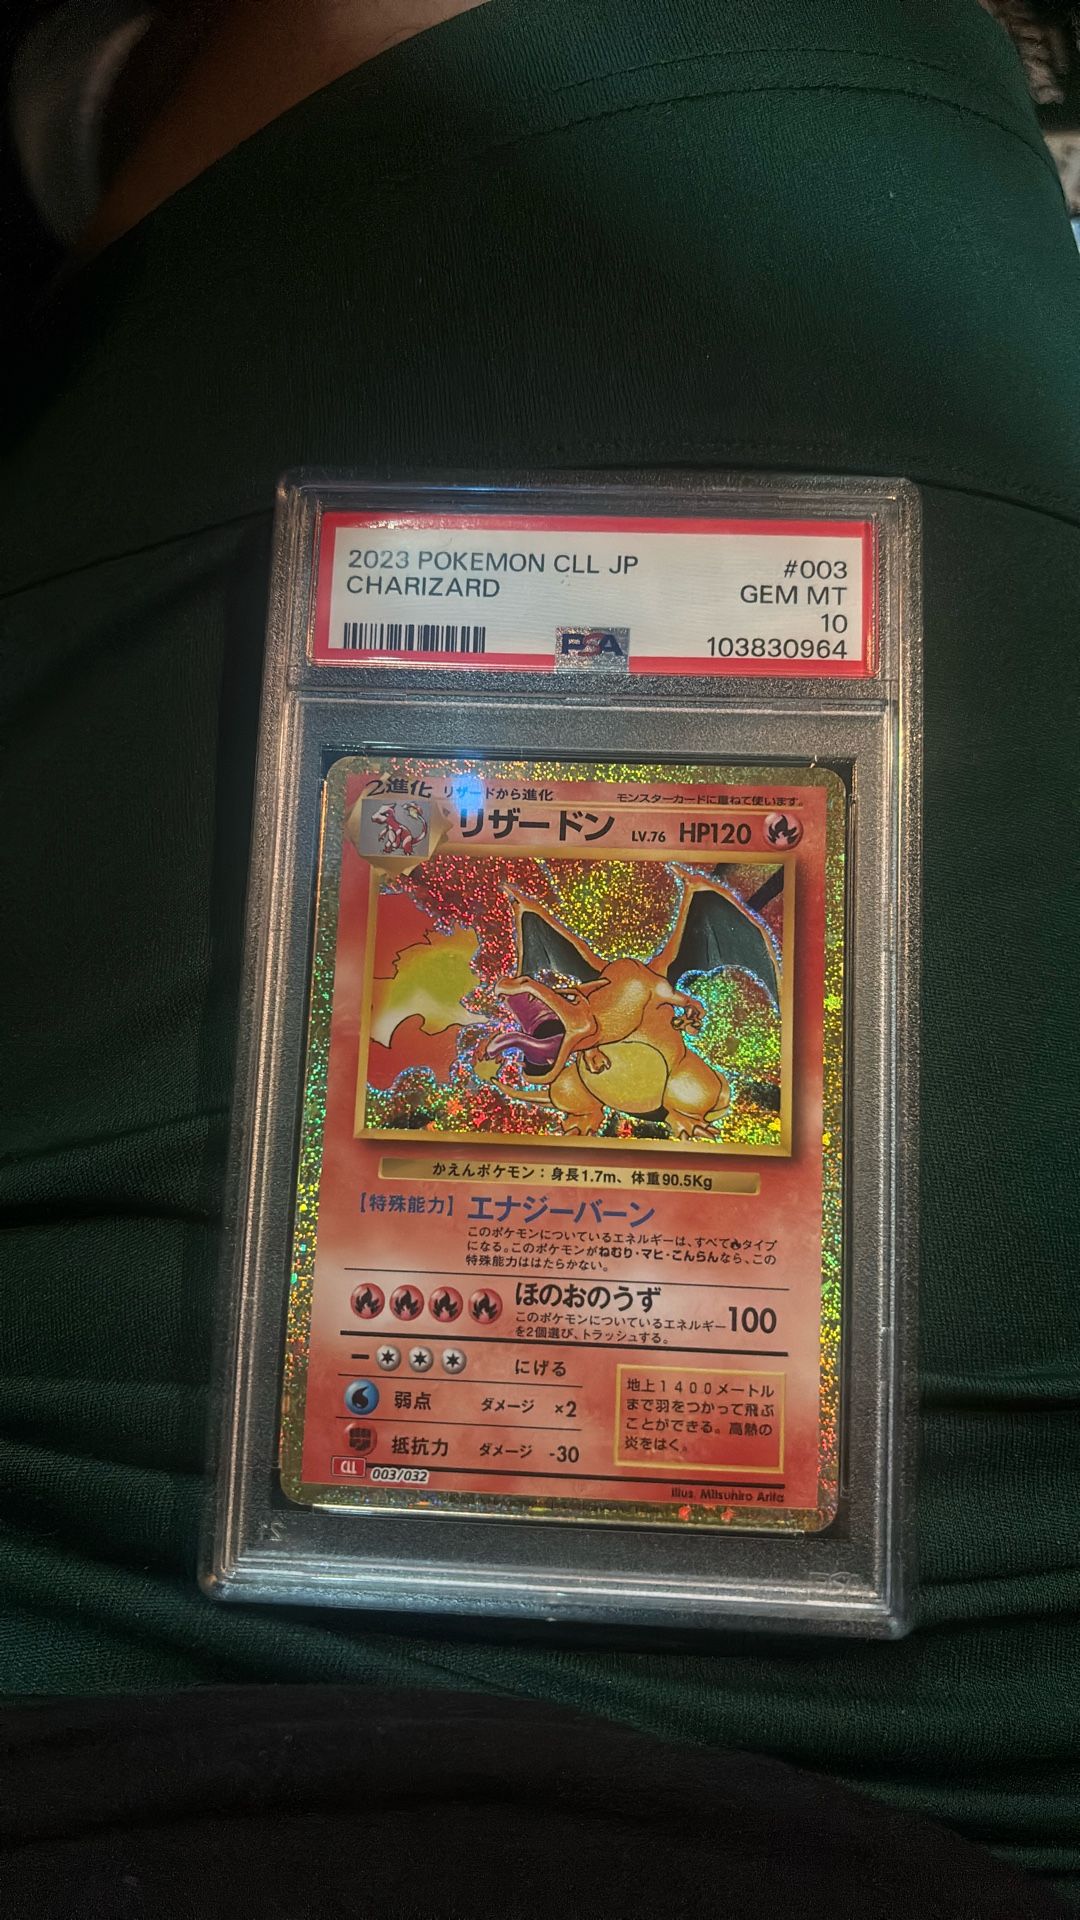 2023 POKEMON CLL JP #003
CHARIZARD GEM MT
10
PSA 103830964
2進化 リザードから進化 モンスターカードに重ねて使います。
リザードン LV.76 HP120
かえんポケモン：身長1.7m、体重90.5Kg
【特殊能力】エナジーバーン
このポケモンについているエネルギーは、すべて🔥タイプ
になる。このポケモンがねむり・マヒ・こんらんなら、この
特殊能力ははたらかない。
ほのおのうず 100
このポケモンについているエネルギー
を2個選び、トラッシュする。
にげる
弱点 ダメージ ×2
抵抗力 ダメージ -30
地上1400メートル
まで羽をつかって飛ぶ
ことができる。高熱の
炎をはく。
CLL 003/032
Illus. Mitsuhiro Arita